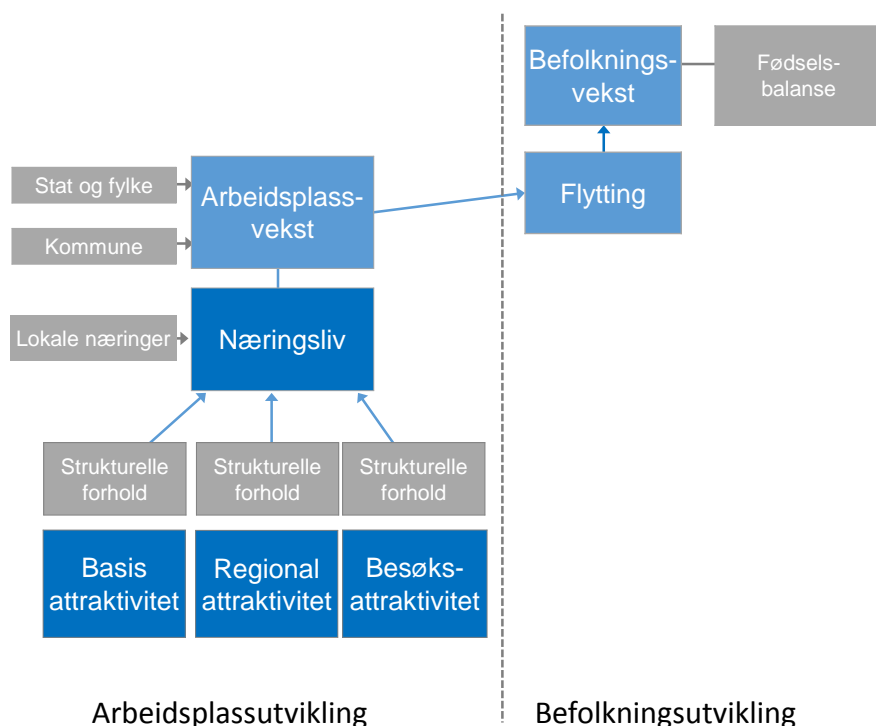 Befolknings-
vekst
Fødsels-
balanse
Stat og fylke
Arbeidsplass-
vekst
Flytting
Kommune
Lokale næringer
Næringsliv
Strukturelle
forhold
Strukturelle
forhold
Strukturelle
forhold
Basis
attraktivitet
Regional
attraktivitet
Besøks-
attraktivitet
Arbeidsplassutvikling
Befolkningsutvikling